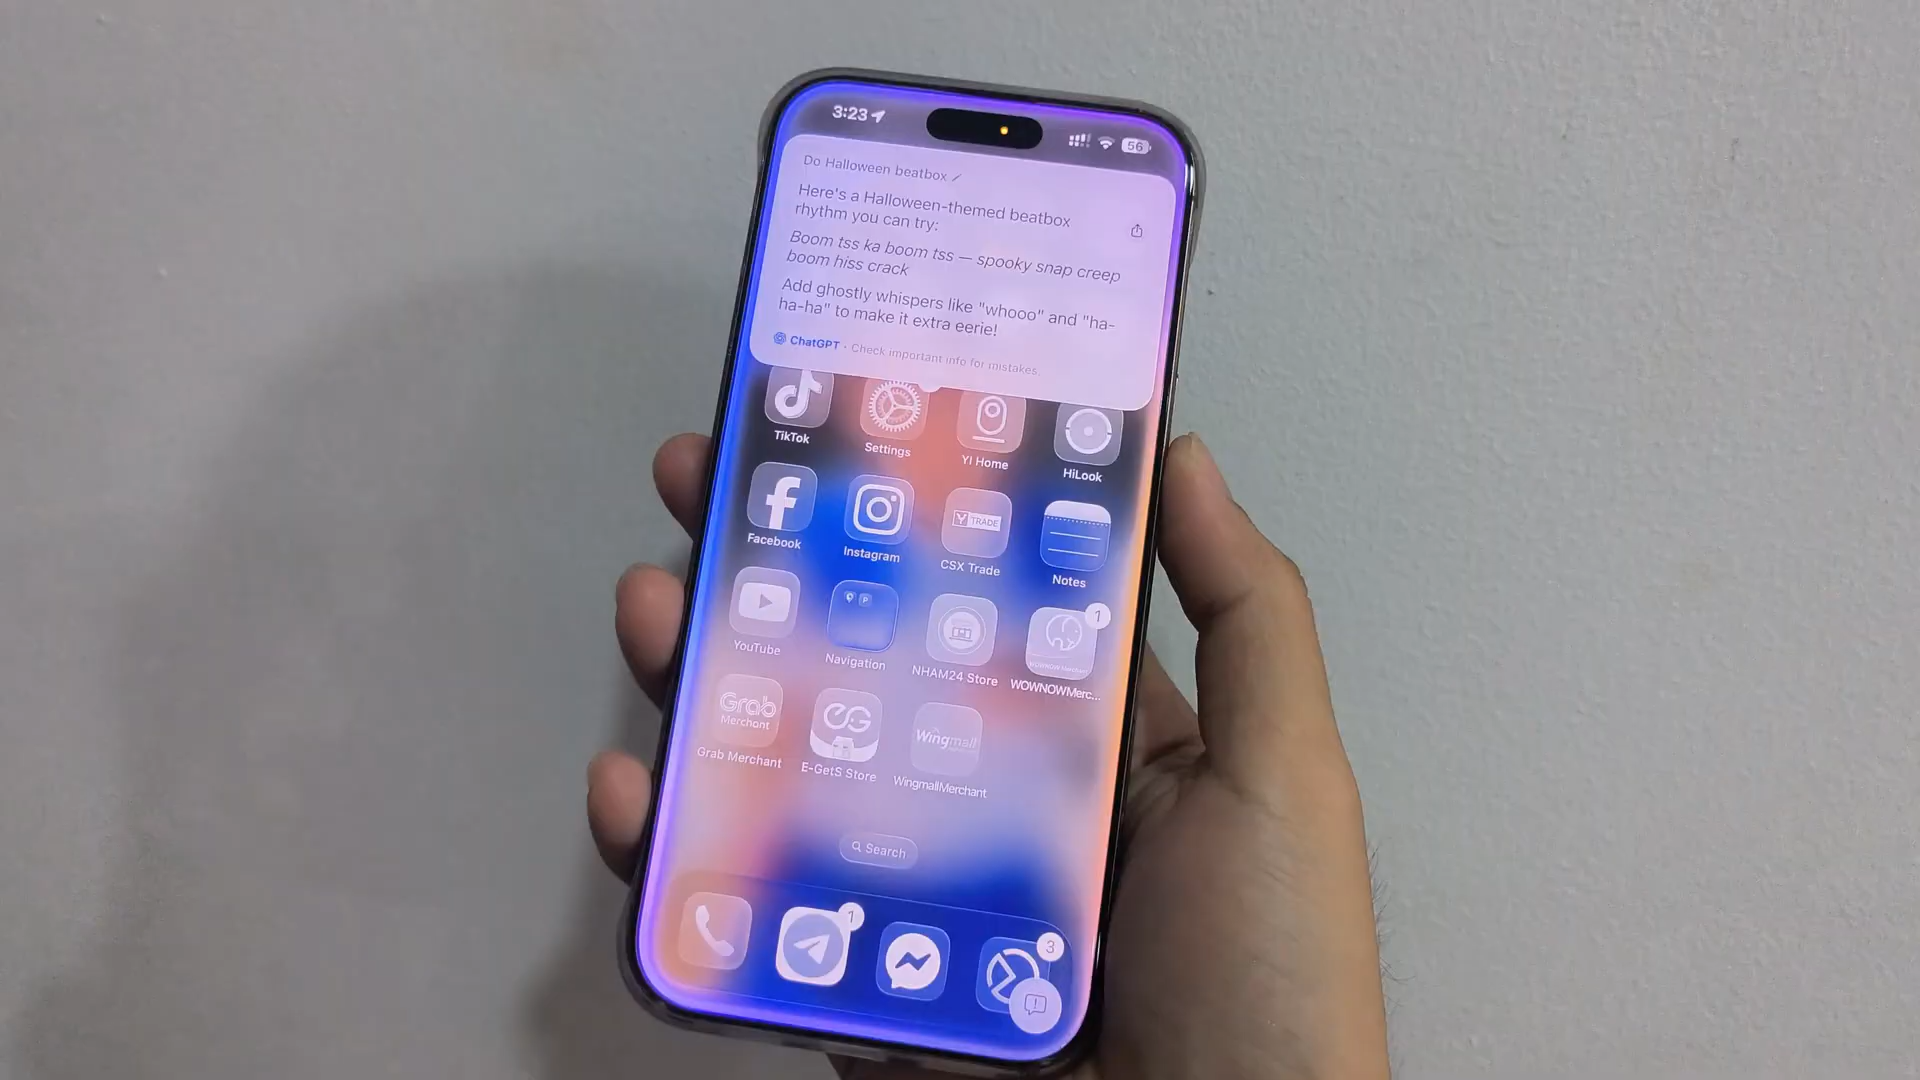 3:23
56
Do Halloween beatbox
Here's a Halloween-themed beatbox
rhythm you can try:
Boom tss ka boom tss — spooky snap creep
boom hiss crack
Add ghostly whispers like "whooo" and "ha-
ha-ha" to make it extra eerie!
ChatGPT · Check important info for mistakes.
TikTok
Settings
YI Home
HiLook
Y TRADE
Facebook
Instagram
CSX Trade
Notes
P
1
YouTube
Navigation
NHAM24 Store
WOWNOWMerc...
Grab
Merchant
eG
Wingmall
Grab Merchant
E-GetS Store
WingmallMerchant
Search
1
3